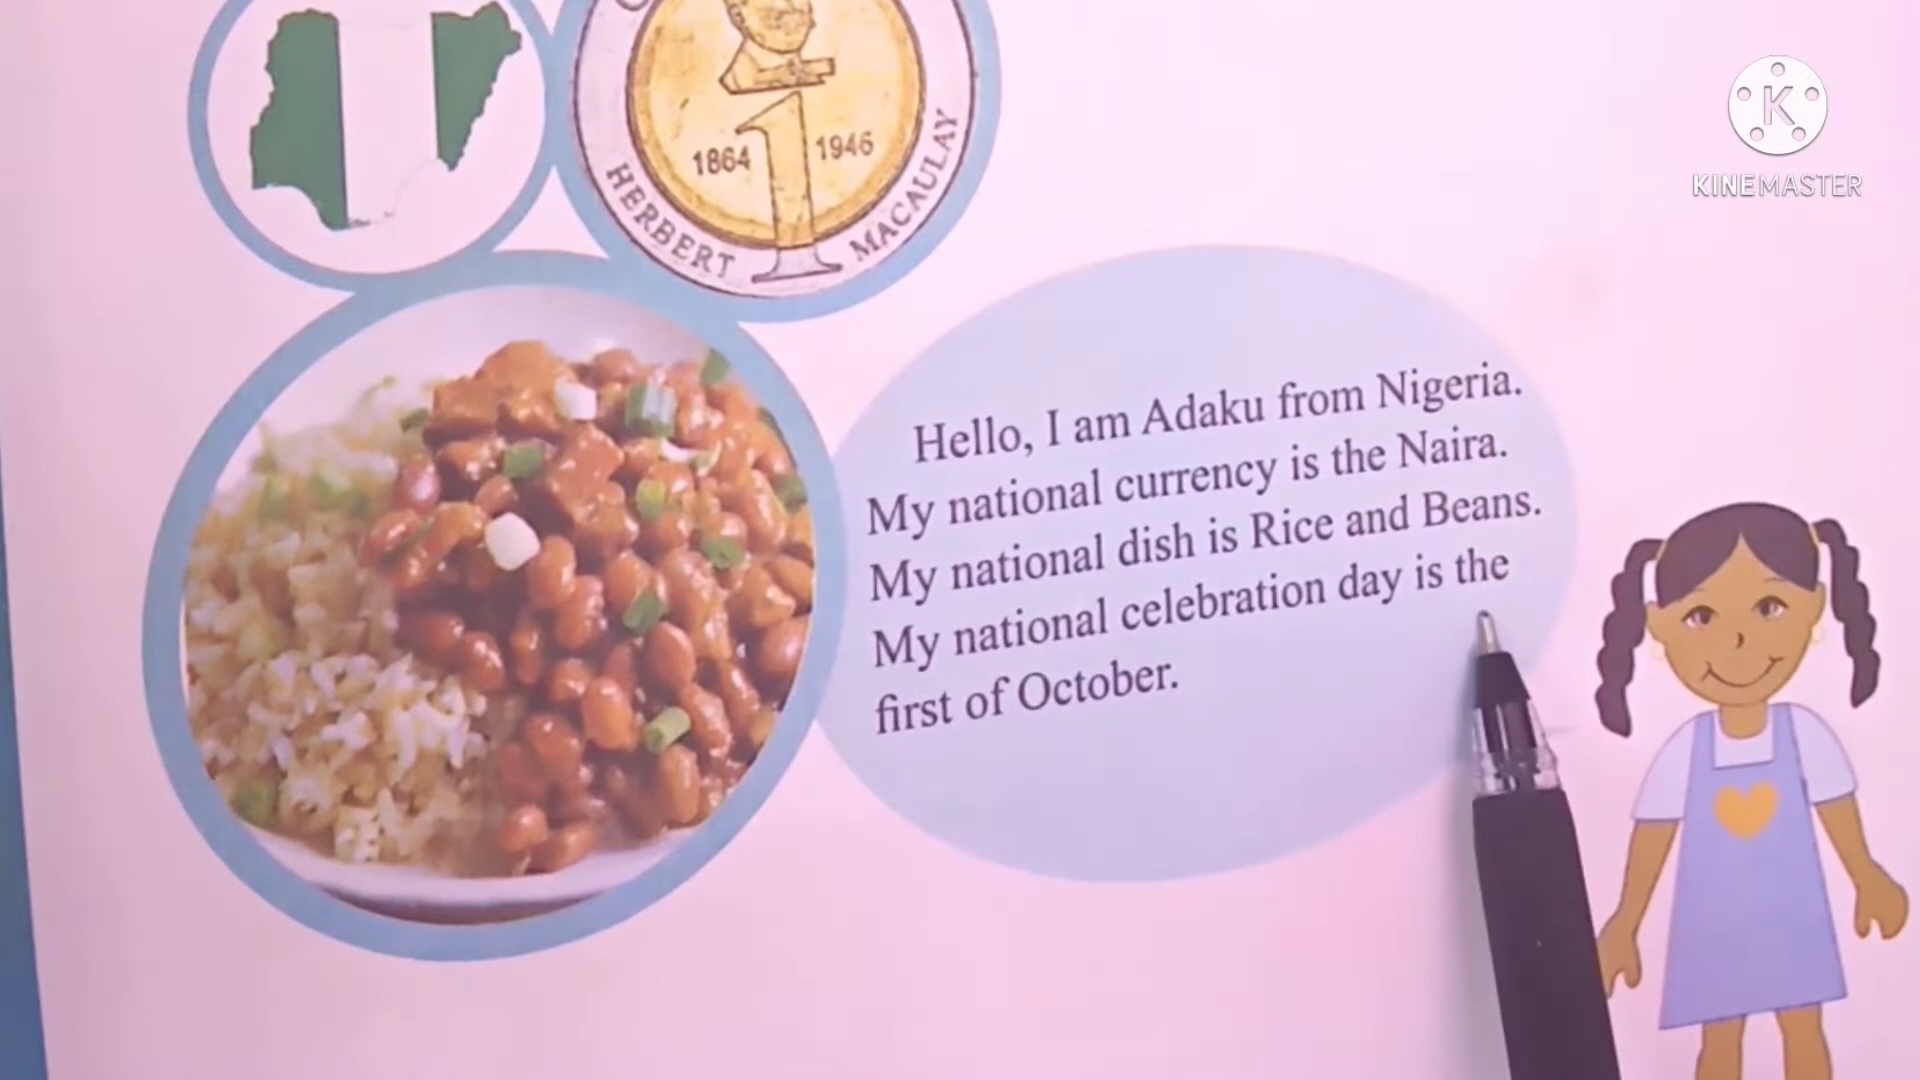 1864
1946
HERBERT
MACAULAY
K
KINEMASTER
Hello, I am Adaku from Nigeria.
My national currency is the Naira.
My national dish is Rice and Beans.
My national celebration day is the
first of October.